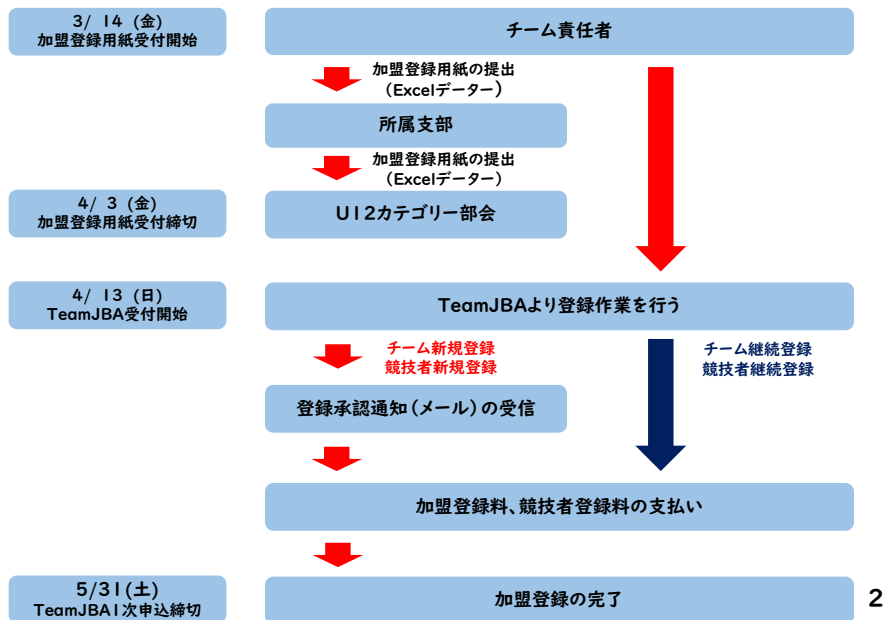 3/ 14 (金)
加盟登録用紙受付開始
チーム責任者
加盟登録用紙の提出
(Excelデーター)
所属支部
加盟登録用紙の提出
(Excelデーター)
4/ 3 (金)
加盟登録用紙受付締切
U12カテゴリー部会
4/ 13 (日)
TeamJBA受付開始
TeamJBAより登録作業を行う
チーム新規登録
競技者新規登録
チーム継続登録
競技者継続登録
登録承認通知(メール)の受信
加盟登録料、競技者登録料の支払い
5/31(土)
TeamJBA1次申込締切
加盟登録の完了
2